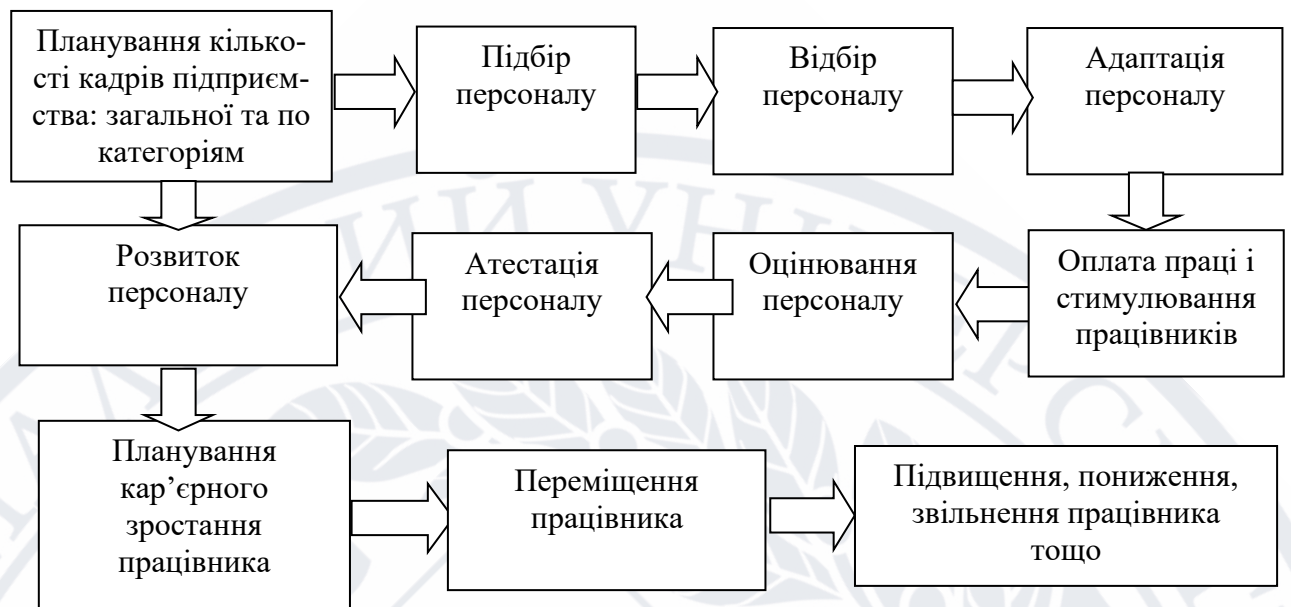 Планування кілько-
сті кадрів підприєм-
ства: загальної та по
категоріям
Підбір
персоналу
Відбір
персоналу
Адаптація
персоналу
Розвиток
персоналу
Атестація
персоналу
Оцінювання
персоналу
Оплата праці і
стимулювання
працівників
Планування
кар’єрного
зростання
працівника
Переміщення
працівника
Підвищення, пониження,
звільнення працівника
тощо